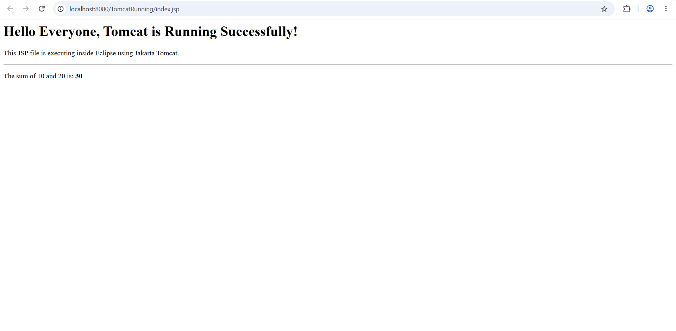 localhost:8080/TomcatRunning/index.jsp
Hello Everyone, Tomcat is Running Successfully!
This JSP file is executing inside Eclipse using Jakarta Tomcat.
The sum of 10 and 20 is: 30